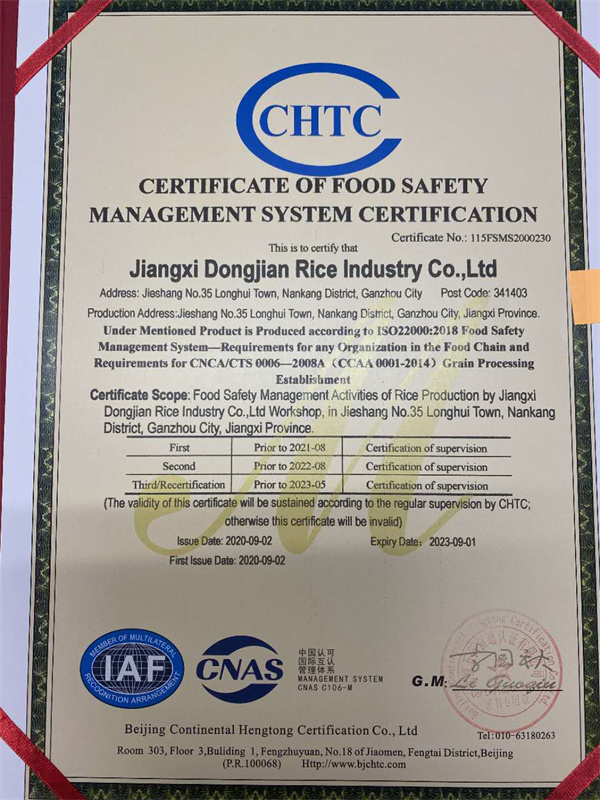 CHTC
CERTIFICATE OF FOOD SAFETY
MANAGEMENT SYSTEM CERTIFICATION
Certificate No.: 115FSMS2000230
This is to certify that
Jiangxi Dongjian Rice Industry Co.,Ltd
Address: Jieshang No.35 Longhui Town, Nankang District, Ganzhou City Post Code: 341403
Production Address:Jieshang No.35 Longhui Town, Nankang District, Ganzhou City, Jiangxi Province.
Under Mentioned Product is Produced according to ISO22000:2018 Food Safety
Management System—Requirements for any Organization in the Food Chain and
Requirements for CNCA/CTS 0006—2008A (CCAA 0001-2014) Grain Processing
Establishment
Certificate Scope: Food Safety Management Activities of Rice Production by Jiangxi
Dongjian Rice Industry Co.,Ltd Workshop, in Jieshang No.35 Longhui Town, Nankang
District, Ganzhou City, Jiangxi Province.
First Prior to 2021-08 Certification of supervision
Second Prior to 2022-08 Certification of supervision
Third/Recertification Prior to 2023-05 Certification of supervision
(The validity of this certificate will be sustained according to the regular supervision by CHTC;
otherwise this certificate will be invalid)
Issue Date: 2020-09-02 Expiry Date: 2023-09-01
First Issue Date: 2020-09-02
MEMBER OF MULTILATERAL
IAF
RECOGNITION ARRANGEMENT
CNAS
中国认可
国际互认
管理体系
MANAGEMENT SYSTEM
CNAS C106-M
G.M:
Beijing Continental Hengtong Certification Co., Ltd
Tel:010-63180263
Room 303, Floor 3,Buliding 1, Fengzhuyuan, No.18 of Jiaomen, Fengtai District,Beijing
(P.R.100068) Http://www.bjchtc.com